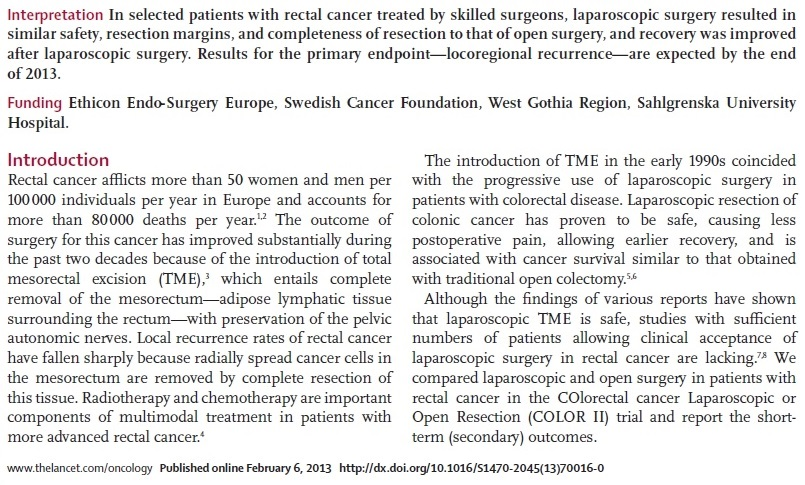 Interpretation In selected patients with rectal cancer treated by skilled surgeons, laparoscopic surgery resulted in
similar safety, resection margins, and completeness of resection to that of open surgery, and recovery was improved
after laparoscopic surgery. Results for the primary endpoint—locoregional recurrence—are expected by the end
of 2013.
Funding Ethicon Endo-Surgery Europe, Swedish Cancer Foundation, West Gothia Region, Sahlgrenska University
Hospital.
Introduction
Rectal cancer afflicts more than 50 women and men per
100 000 individuals per year in Europe and accounts for
more than 80 000 deaths per year.1,2 The outcome of
surgery for this cancer has improved substantially during
the past two decades because of the introduction of total
mesorectal excision (TME),3 which entails complete
removal of the mesorectum—adipose lymphatic tissue
surrounding the rectum—with preservation of the pelvic
autonomic nerves. Local recurrence rates of rectal cancer
have fallen sharply because radially spread cancer cells in
the mesorectum are removed by complete resection of
this tissue. Radiotherapy and chemotherapy are important
components of multimodal treatment in patients with
more advanced rectal cancer.4
The introduction of TME in the early 1990s coincided
with the progressive use of laparoscopic surgery in
patients with colorectal disease. Laparoscopic resection of
colonic cancer has proven to be safe, causing less
postoperative pain, allowing earlier recovery, and is
associated with cancer survival similar to that obtained
with traditional open colectomy.5,6
Although the findings of various reports have shown
that laparoscopic TME is safe, studies with sufficient
numbers of patients allowing clinical acceptance of
laparoscopic surgery in rectal cancer are lacking.7,8 We
compared laparoscopic and open surgery in patients with
rectal cancer in the COlorectal cancer Laparoscopic or
Open Resection (COLOR II) trial and report the short-
term (secondary) outcomes.
www.thelancet.com/oncology Published online February 6, 2013 http://dx.doi.org/10.1016/S1470-2045(13)70016-0